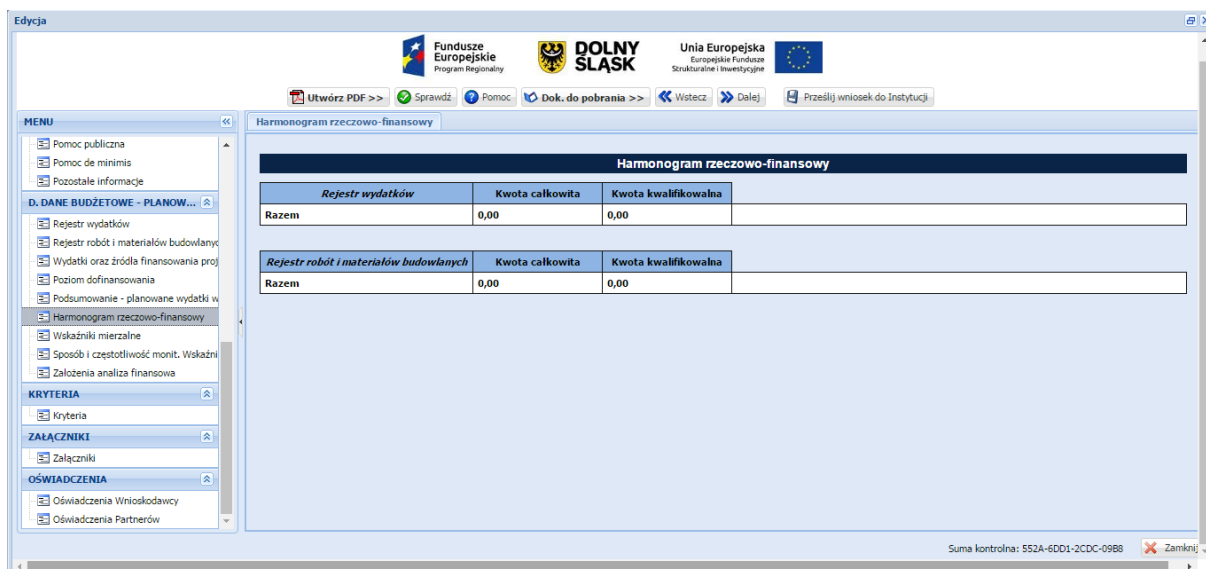 Edycja
Fundusze
Europejskie
Program Regionalny
DOLNY
ŚLĄSK
Unia Europejska
Europejskie Fundusze
Strukturalne i Inwestycyjne
Utwórz PDF >> Sprawdź Pomoc Dok. do pobrania >> Wstecz Dalej Prześlij wniosek do Instytucji
MENU
Pomoc publiczna
Pomoc de minimis
Pozostałe informacje
D. DANE BUDŻETOWE - PLANOW...
Rejestr wydatków
Rejestr robót i materiałów budowlanyc
Wydatki oraz źródła finansowania proj
Poziom dofinansowania
Podsumowanie - planowane wydatki w
Harmonogram rzeczowo-finansowy
Wskaźniki mierzalne
Sposób i częstotliwość monit. Wskaźni
Założenia analiza finansowa
KRYTERIA
Kryteria
ZAŁĄCZNIKI
Załączniki
OŚWIADCZENIA
Oświadczenia Wnioskodawcy
Oświadczenia Partnerów
Harmonogram rzeczowo-finansowy
Harmonogram rzeczowo-finansowy
Rejestr wydatków Kwota całkowita Kwota kwalifikowalna
Razem 0,00 0,00
Rejestr robót i materiałów budowlanych Kwota całkowita Kwota kwalifikowalna
Razem 0,00 0,00
Suma kontrolna: 552A-6DD1-2CDC-09B8 Zamknij